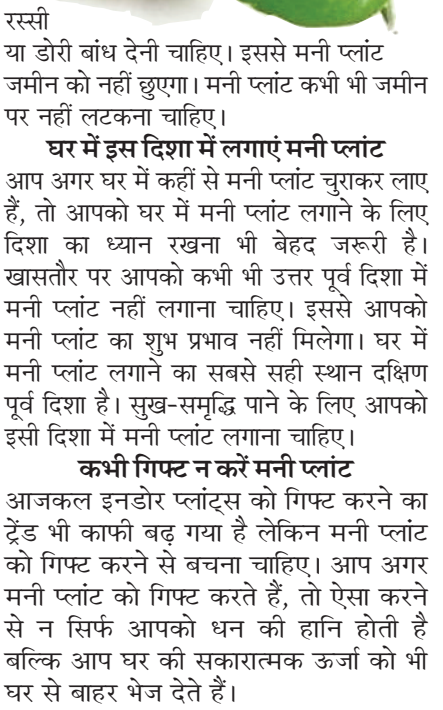 रस्सी
या डोरी बांध देनी चाहिए। इससे मनी प्लांट
जमीन को नहीं छुएगा। मनी प्लांट कभी भी जमीन
पर नहीं लटकना चाहिए।
घर में इस दिशा में लगाएं मनी प्लांट
आप अगर घर में कहीं से मनी प्लांट चुराकर लाए
हैं, तो आपको घर में मनी प्लांट लगाने के लिए
दिशा का ध्यान रखना भी बेहद जरूरी है।
खासतौर पर आपको कभी भी उत्तर पूर्व दिशा में
मनी प्लांट नहीं लगाना चाहिए। इससे आपको
मनी प्लांट का शुभ प्रभाव नहीं मिलेगा। घर में
मनी प्लांट लगाने का सबसे सही स्थान दक्षिण
पूर्व दिशा है। सुख-समृद्धि पाने के लिए आपको
इसी दिशा में मनी प्लांट लगाना चाहिए।
कभी गिफ्ट न करें मनी प्लांट
आजकल इनडोर प्लांट्स को गिफ्ट करने का
ट्रेंड भी काफी बढ़ गया है लेकिन मनी प्लांट
को गिफ्ट करने से बचना चाहिए। आप अगर
मनी प्लांट को गिफ्ट करते हैं, तो ऐसा करने
से न सिर्फ आपको धन की हानि होती है
बल्कि आप घर की सकारात्मक ऊर्जा को भी
घर से बाहर भेज देते हैं।